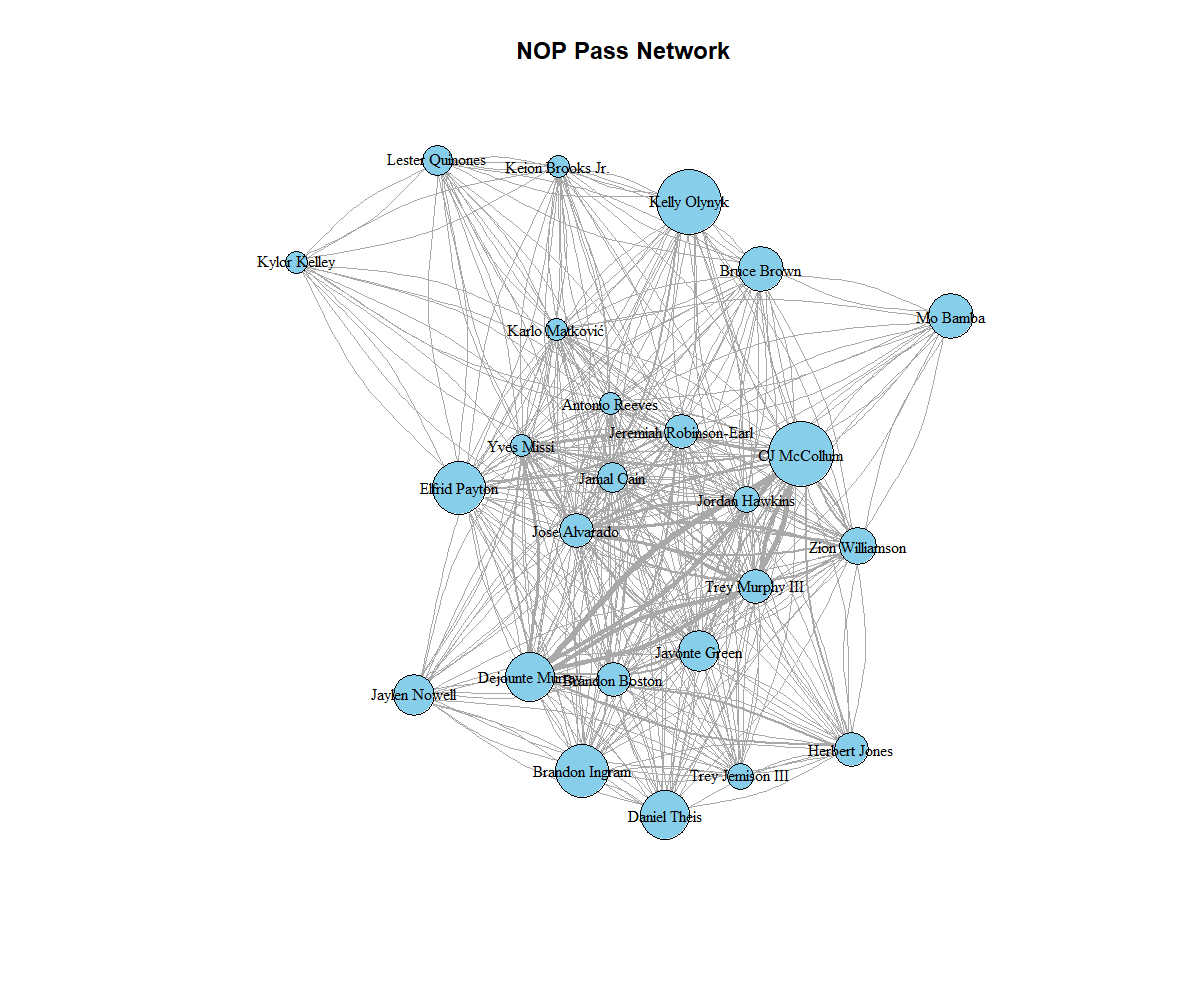 NOP Pass Network
Lester Quinones
Keion Brooks Jr.
Kelly Olynyk
Kylor Kelley
Bruce Brown
Mo Bamba
Karlo Matković
Antonio Reeves
Jeremiah Robinson-Earl
Yves Missi
CJ McCollum
Jamal Cain
Elfrid Payton
Jordan Hawkins
Jose Alvarado
Zion Williamson
Trey Murphy III
Javonte Green
Dejounte Murray
Brandon Boston
Jaylen Nowell
Herbert Jones
Brandon Ingram
Trey Jemison III
Daniel Theis